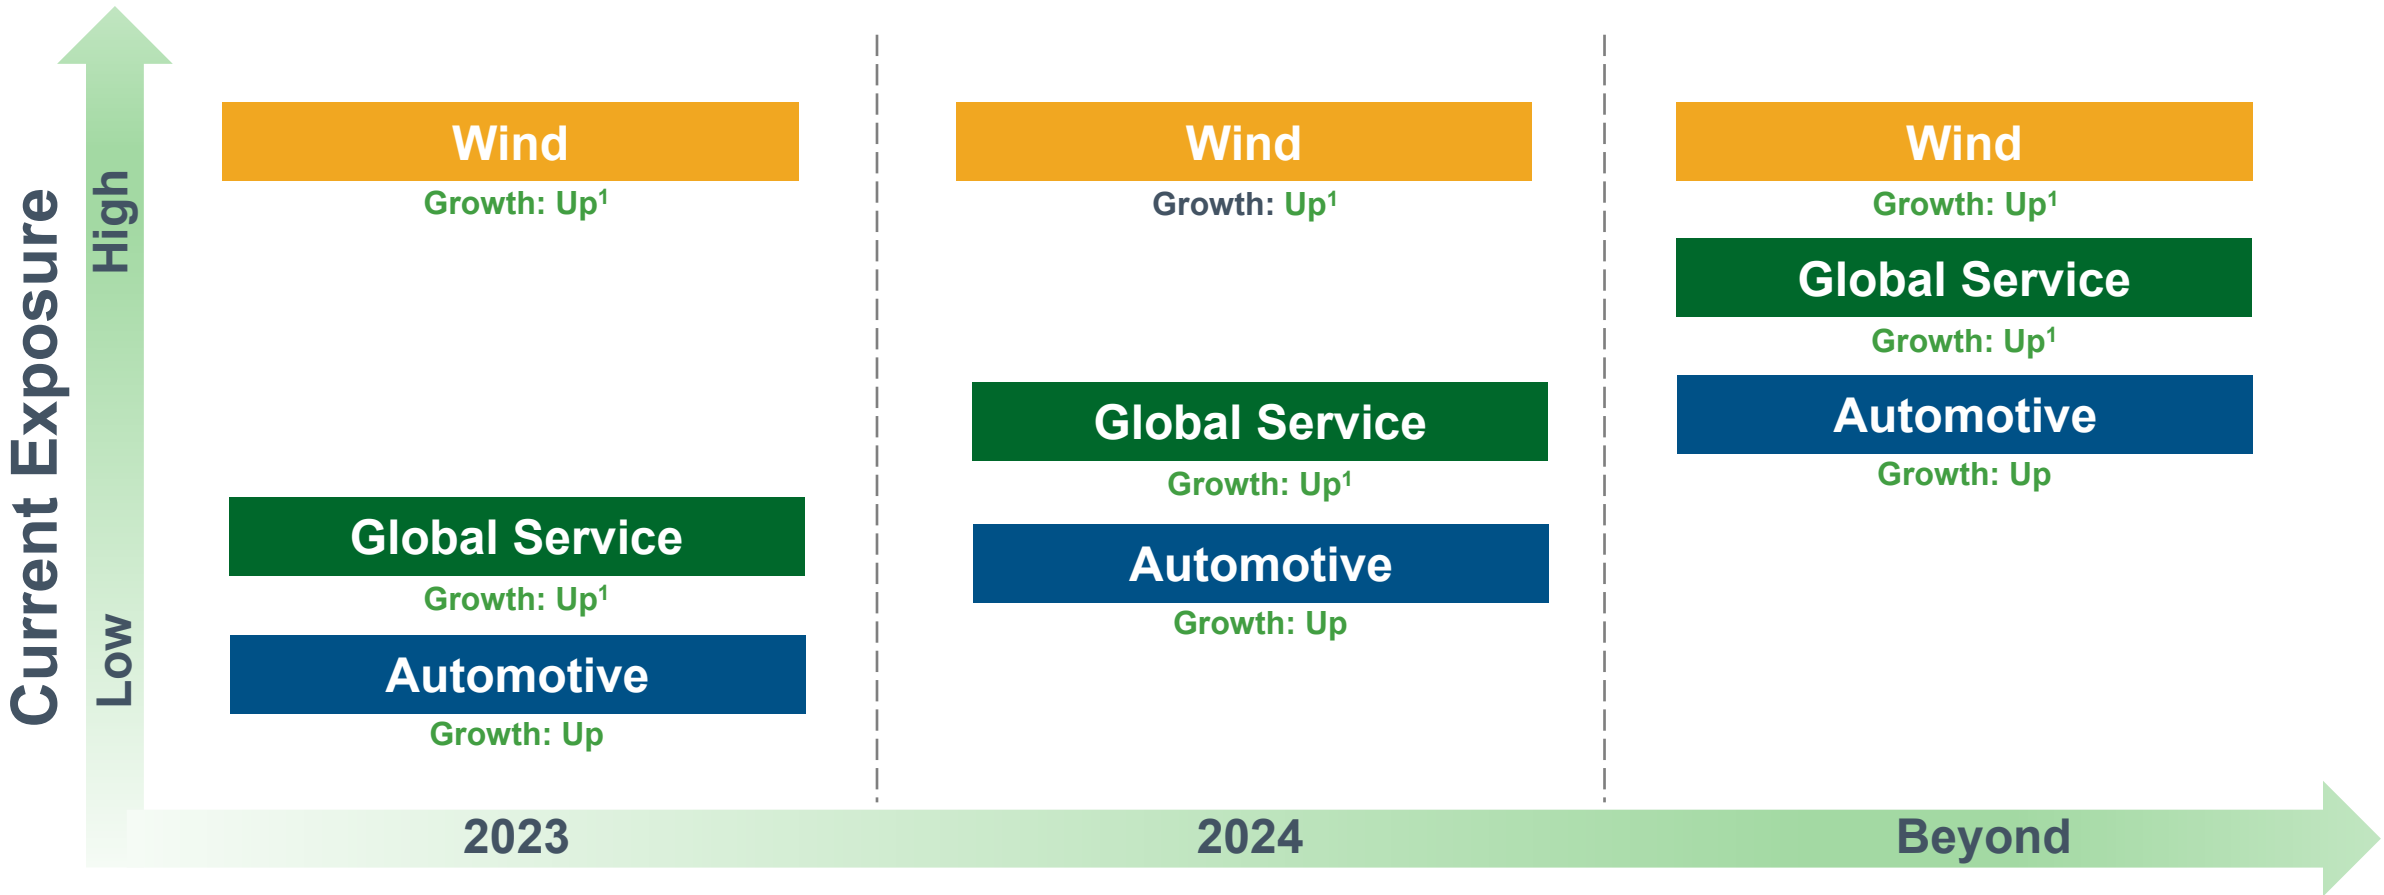 Current Exposure
High
Low
Wind
Growth: Up¹
Global Service
Growth: Up¹
Automotive
Growth: Up
2023
Wind
Growth: Up¹
Global Service
Growth: Up¹
Automotive
Growth: Up
2024
Wind
Growth: Up¹
Global Service
Growth: Up¹
Automotive
Growth: Up
Beyond